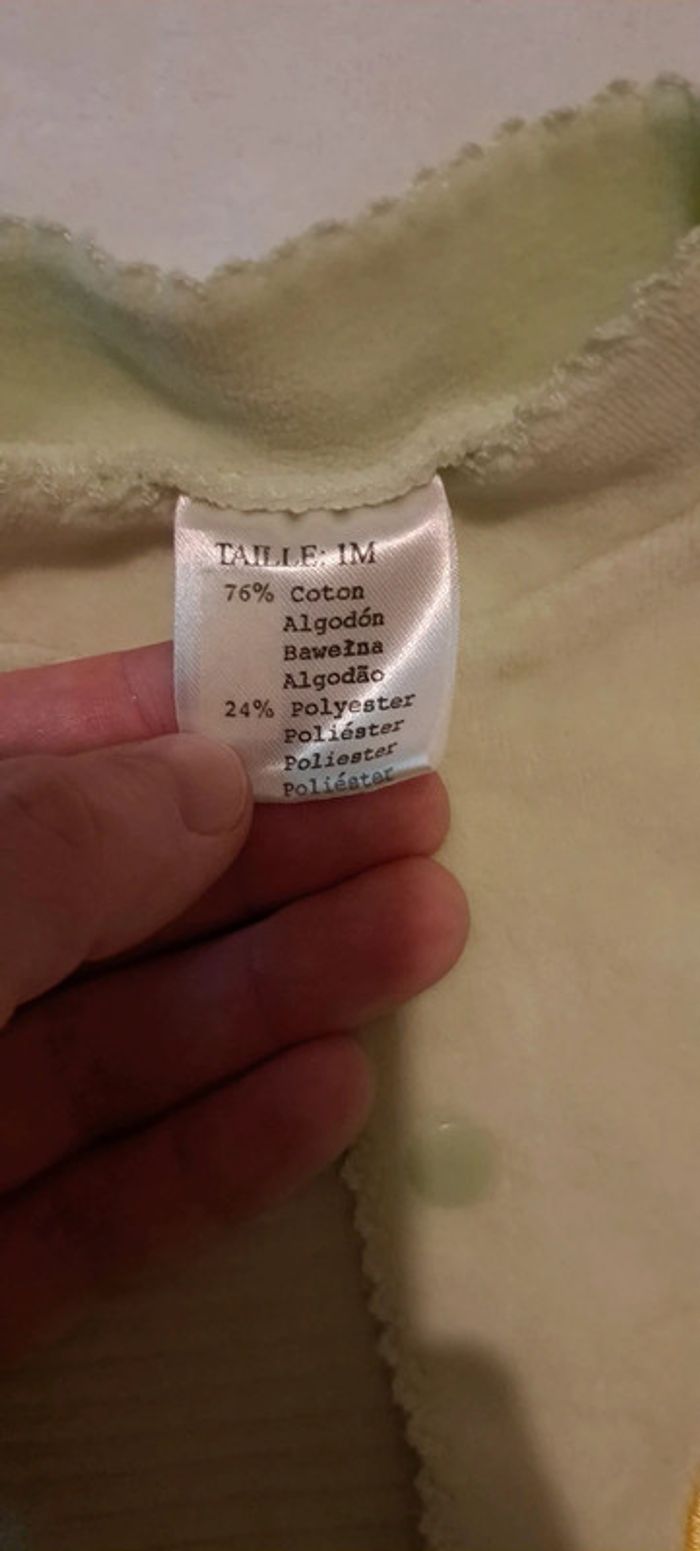 TAILLE: 1M
76% Coton
Algodón
Bawełna
Algodão
24% Polyester
Poliéster
Poliester
Poliéster